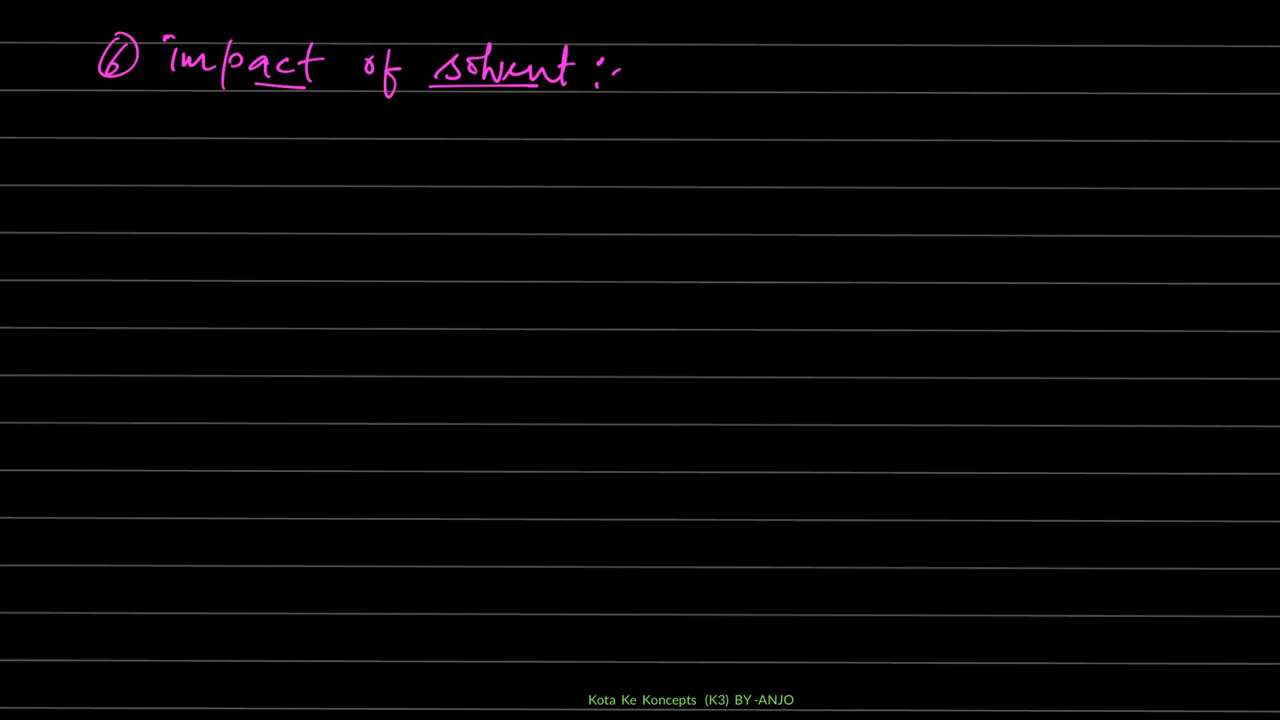 ⑥ impact of solvent :-
Kota Ke Koncepts (K3) BY -ANJO